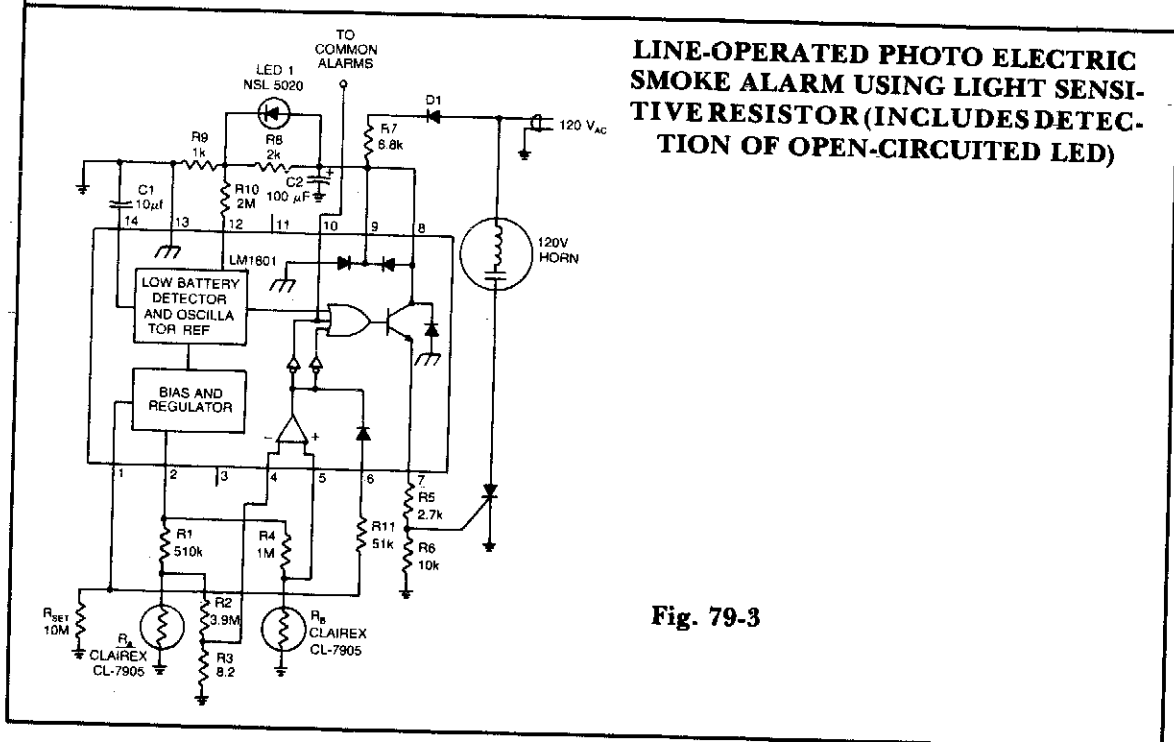 LINE-OPERATED PHOTO ELECTRIC
SMOKE ALARM USING LIGHT SENSI-
TIVE RESISTOR (INCLUDES DETEC-
TION OF OPEN-CIRCUITED LED)
TO
COMMON
ALARMS
LED 1
NSL 5020
D1
120 VAC
R7
6.8k
R9
1k
R8
2k
C2
100 µF
+
C1
10µf
R10
2M
14
13
12
11
10
9
8
LM1801
120V
HORN
LOW BATTERY
DETECTOR
AND OSCILLA
TOR REF
BIAS AND
REGULATOR
-
+
1
2
3
4
5
6
7
R5
2.7k
R1
510k
R4
1M
R11
51k
R6
10k
RSET
10M
R2
3.9M
RA
CLAIREX
CL-7905
R3
8.2
RB
CLAIREX
CL-7905
Fig. 79-3